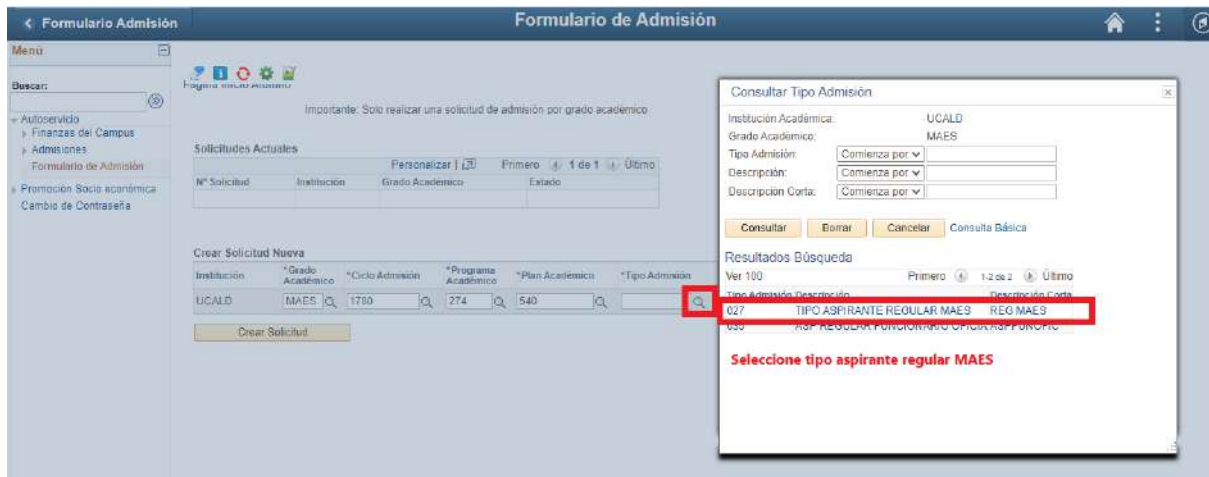 Formulario Admisión
Formulario de Admisión
Menú
Buscar:
Autoservicio
Finanzas del Campus
Admisiones
Formulario de Admisión
Promoción Socio económica
Cambio de Contraseña
Importante: Solo realizar una solicitud de admisión por grado académico
Solicitudes Actuales
Personalizar | Primero 1 de 1 Último
Nº Solicitud Institución Grado Académico Estado
Crear Solicitud Nueva
Institución *Grado Académico *Ciclo Admisión *Programa Académico *Plan Académico *Tipo Admisión
UCALD MAES 1780 274 540
Crear Solicitud
Consultar Tipo Admisión
Institución Académica: UCALD
Grado Académico: MAES
Tipo Admisión: Comienza por
Descripción: Comienza por
Descripción Corta: Comienza por
Consultar Borrar Cancelar Consulta Básica
Resultados Búsqueda
Ver 100 Primero 1-2 de 2 Último
Tipo Admisión Descripción Descripción Corta
027 TIPO ASPIRANTE REGULAR MAES REG MAES
ASP REGULAR FUNCIONARIO OFICIA ASPFUNOFIC
Seleccione tipo aspirante regular MAES